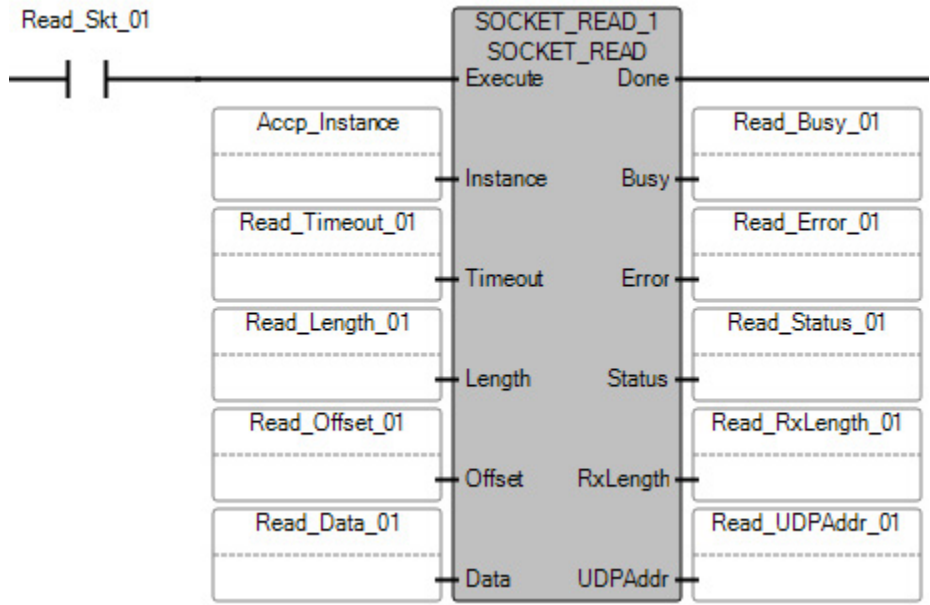 Read_Skt_01
SOCKET_READ_1
SOCKET_READ
Execute Done
Accp_Instance Read_Busy_01
Instance Busy
Read_Timeout_01 Read_Error_01
Timeout Error
Read_Length_01 Read_Status_01
Length Status
Read_Offset_01 Read_RxLength_01
Offset RxLength
Read_Data_01 Read_UDPAddr_01
Data UDPAddr